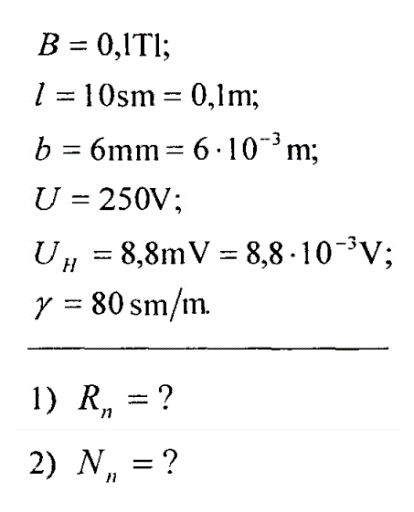 B = 0,1Tl;
l = 10sm = 0,1m;
b = 6mm = 6·10⁻³ m;
U = 250V;
U_H = 8,8mV = 8,8·10⁻³V;
γ = 80 sm/m.
1) R_n = ?
2) N_n = ?